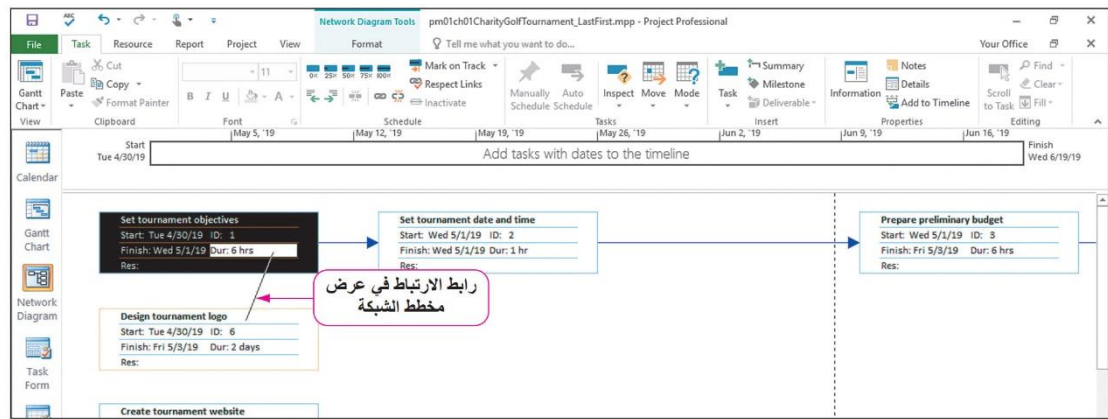 ABC
Network Diagram Tools
pm01ch01CharityGolfTournament_LastFirst.mpp - Project Professional
File
Task
Resource
Report
Project
View
Format
Tell me what you want to do...
Your Office
Gantt Chart
View
Paste
Cut
Copy
Format Painter
Clipboard
11
B I U A
Font
0× 25× 50× 75× 100×
Mark on Track
Respect Links
Inactivate
Schedule
Manually Schedule
Auto Schedule
Inspect
Move
Mode
Tasks
Task
Summary
Milestone
Deliverable
Insert
Information
Notes
Details
Add to Timeline
Properties
Scroll to Task
Find
Clear
Fill
Editing
May 5, '19
May 12, '19
May 19, '19
May 26, '19
Jun 2, '19
Jun 9, '19
Jun 16, '19
Start
Tue 4/30/19
Add tasks with dates to the timeline
Finish
Wed 6/19/19
Calendar
Gantt Chart
Network Diagram
Task Form
Set tournament objectives
Start: Tue 4/30/19 ID: 1
Finish: Wed 5/1/19 Dur: 6 hrs
Res:
Set tournament date and time
Start: Wed 5/1/19 ID: 2
Finish: Wed 5/1/19 Dur: 1 hr
Res:
Prepare preliminary budget
Start: Wed 5/1/19 ID: 3
Finish: Fri 5/3/19 Dur: 6 hrs
Res:
رابط الارتباط في عرض
مخطط الشبكة
Design tournament logo
Start: Tue 4/30/19 ID: 6
Finish: Fri 5/3/19 Dur: 2 days
Res:
Create tournament website